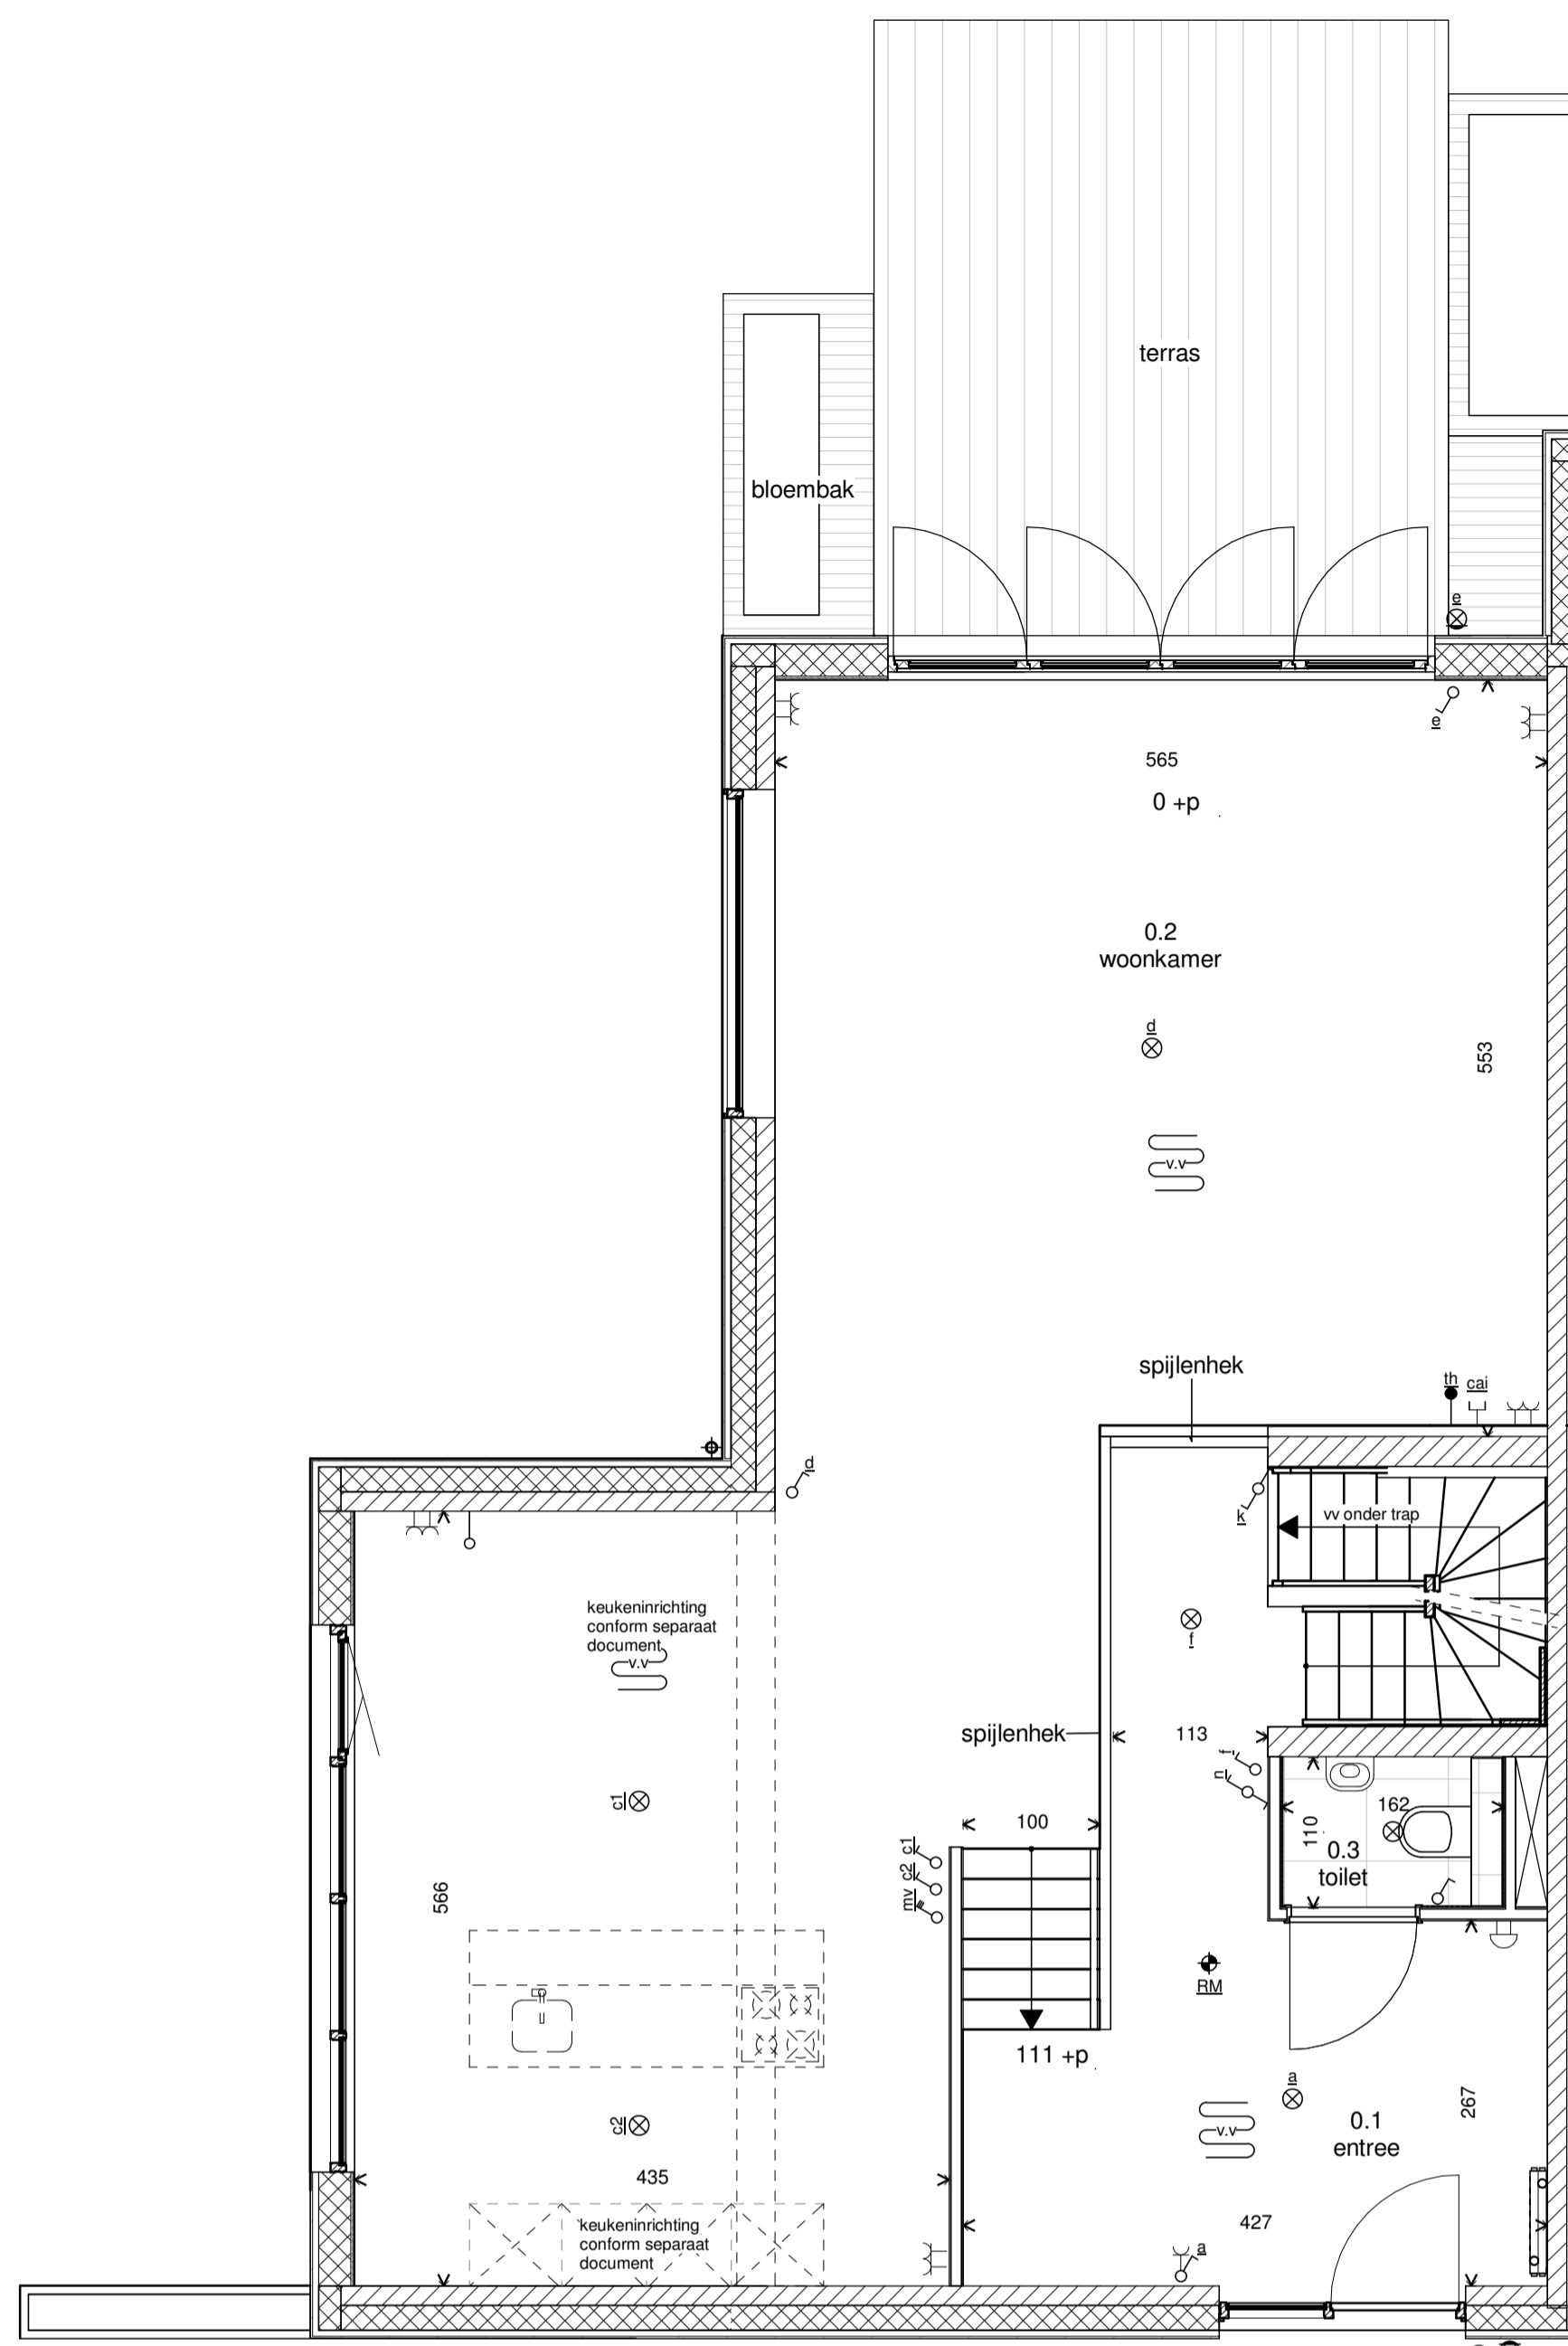 terras
bloembak
e
e
565
0 +p
0.2
woonkamer
d
553
v.v
spijlenhek
th
cai
d
k
vv onder trap
keukeninrichting
conform separaat
document
v.v
f
spijlenhek
113
f
n
c1
100
162
110
0.3
toilet
c1
c2
mv
566
RM
111 +p
a
267
c2
v.v
0.1
entree
435
427
keukeninrichting
conform separaat
document
a